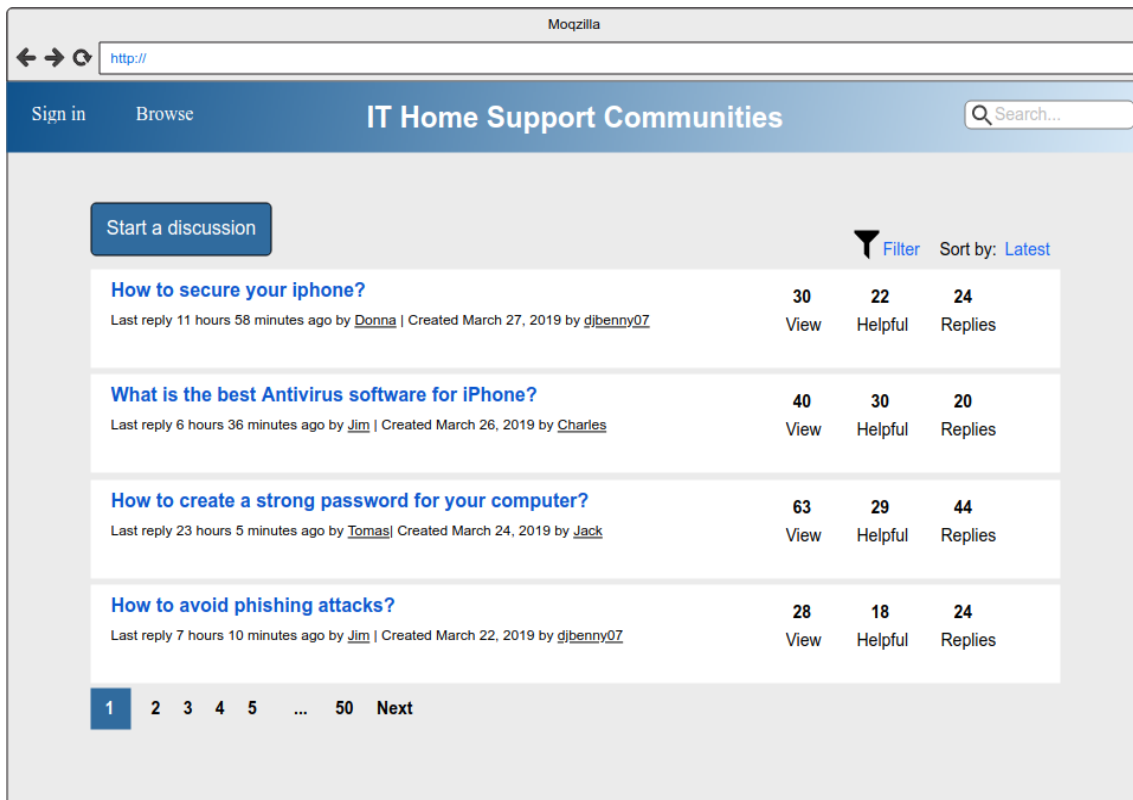 Moqzilla
http://
Sign in Browse IT Home Support Communities Search...
Start a discussion
Filter Sort by: Latest
How to secure your iphone?
30 22 24
Last reply 11 hours 58 minutes ago by Donna | Created March 27, 2019 by djbenny07
View Helpful Replies
What is the best Antivirus software for iPhone?
40 30 20
Last reply 6 hours 36 minutes ago by Jim | Created March 26, 2019 by Charles
View Helpful Replies
How to create a strong password for your computer?
63 29 44
Last reply 23 hours 5 minutes ago by Tomas| Created March 24, 2019 by Jack
View Helpful Replies
How to avoid phishing attacks?
28 18 24
Last reply 7 hours 10 minutes ago by Jim | Created March 22, 2019 by djbenny07
View Helpful Replies
1 2 3 4 5 ... 50 Next